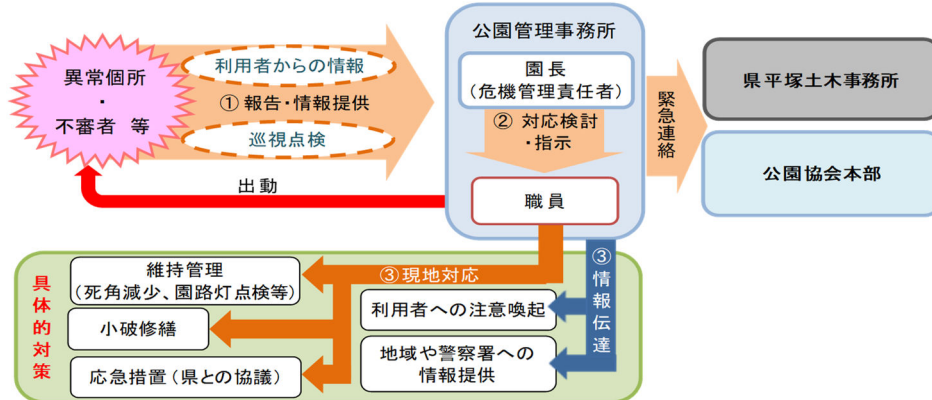 異常個所
・
不審者 等
利用者からの情報
① 報告・情報提供
巡視点検
出動
公園管理事務所
園長
(危機管理責任者)
② 対応検討
・指示
職員
緊急連絡
県平塚土木事務所
公園協会本部
具体的対策
③現地対応
維持管理
(死角減少、園路灯点検等)
小破修繕
応急措置(県との協議)
③情報伝達
利用者への注意喚起
地域や警察署への
情報提供